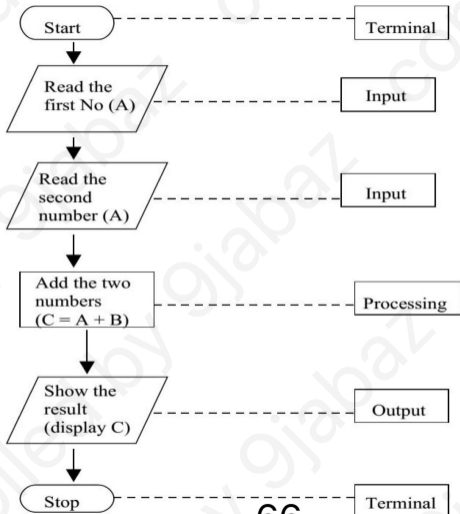 Start
Terminal
Read the
first No (A)
Input
Read the
second
number (A)
Input
Add the two
numbers
(C = A + B)
Processing
Show the
result
(display C)
Output
Stop
Terminal
66